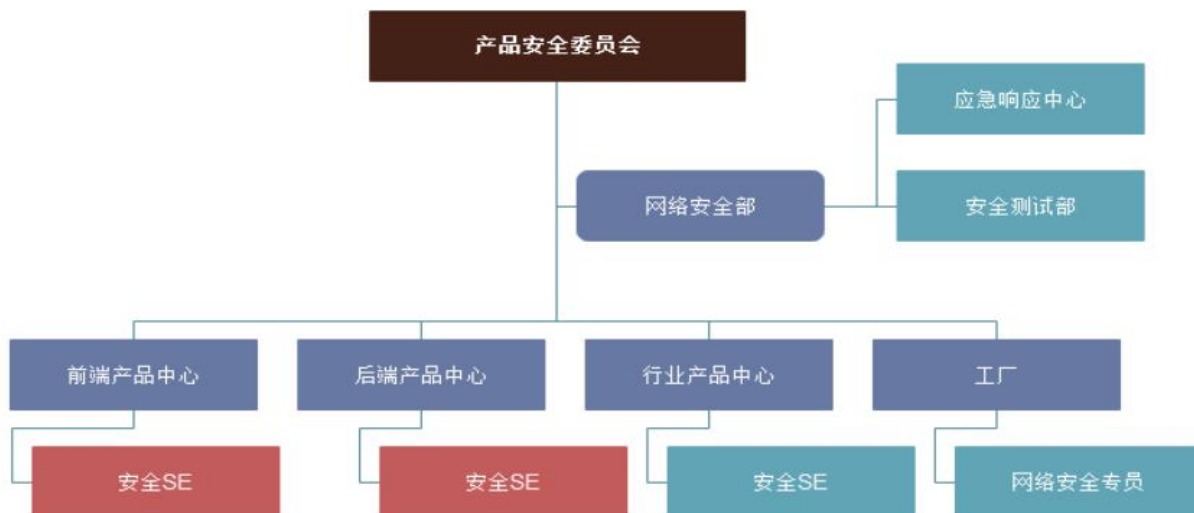 产品安全委员会
应急响应中心
网络安全部
安全测试部
前端产品中心
后端产品中心
行业产品中心
工厂
安全SE
安全SE
安全SE
网络安全专员